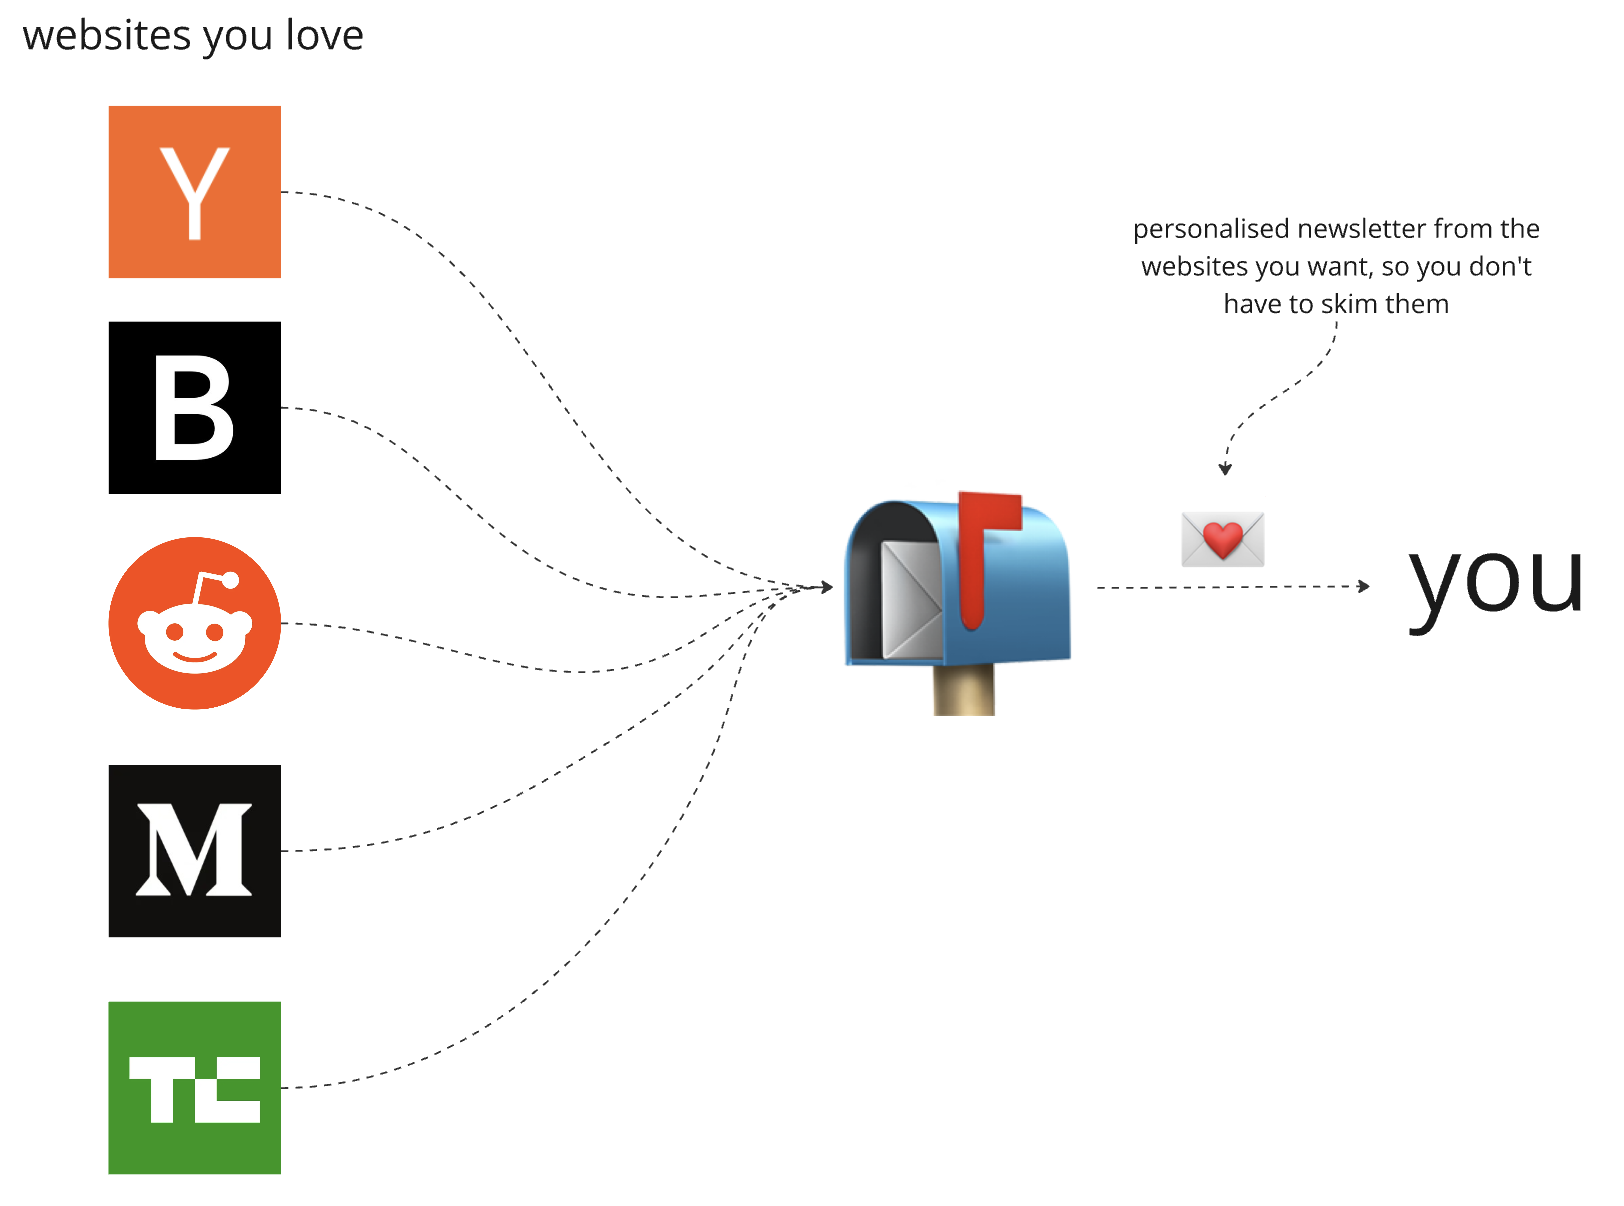 websites you love
Y
personalised newsletter from the
websites you want, so you don't
have to skim them
B
you
M
TC